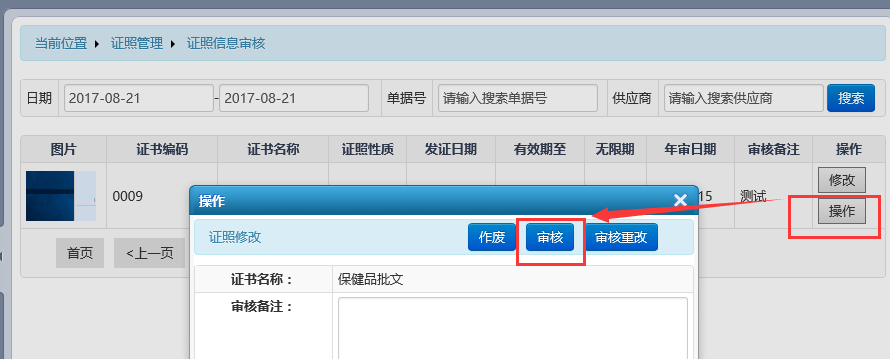 当前位置 证照管理 证照信息审核
日期 2017-08-21 - 2017-08-21 单据号 请输入搜索单据号 供应商 请输入搜索供应商 搜索
图片 证书编码 证书名称 证照性质 发证日期 有效期至 无限期 年审日期 审核备注 操作
0009 15 测试 修改
操作
操作
证照修改 作废 审核 审核重改
首页 <上一页
证书名称： 保健品批文
审核备注：